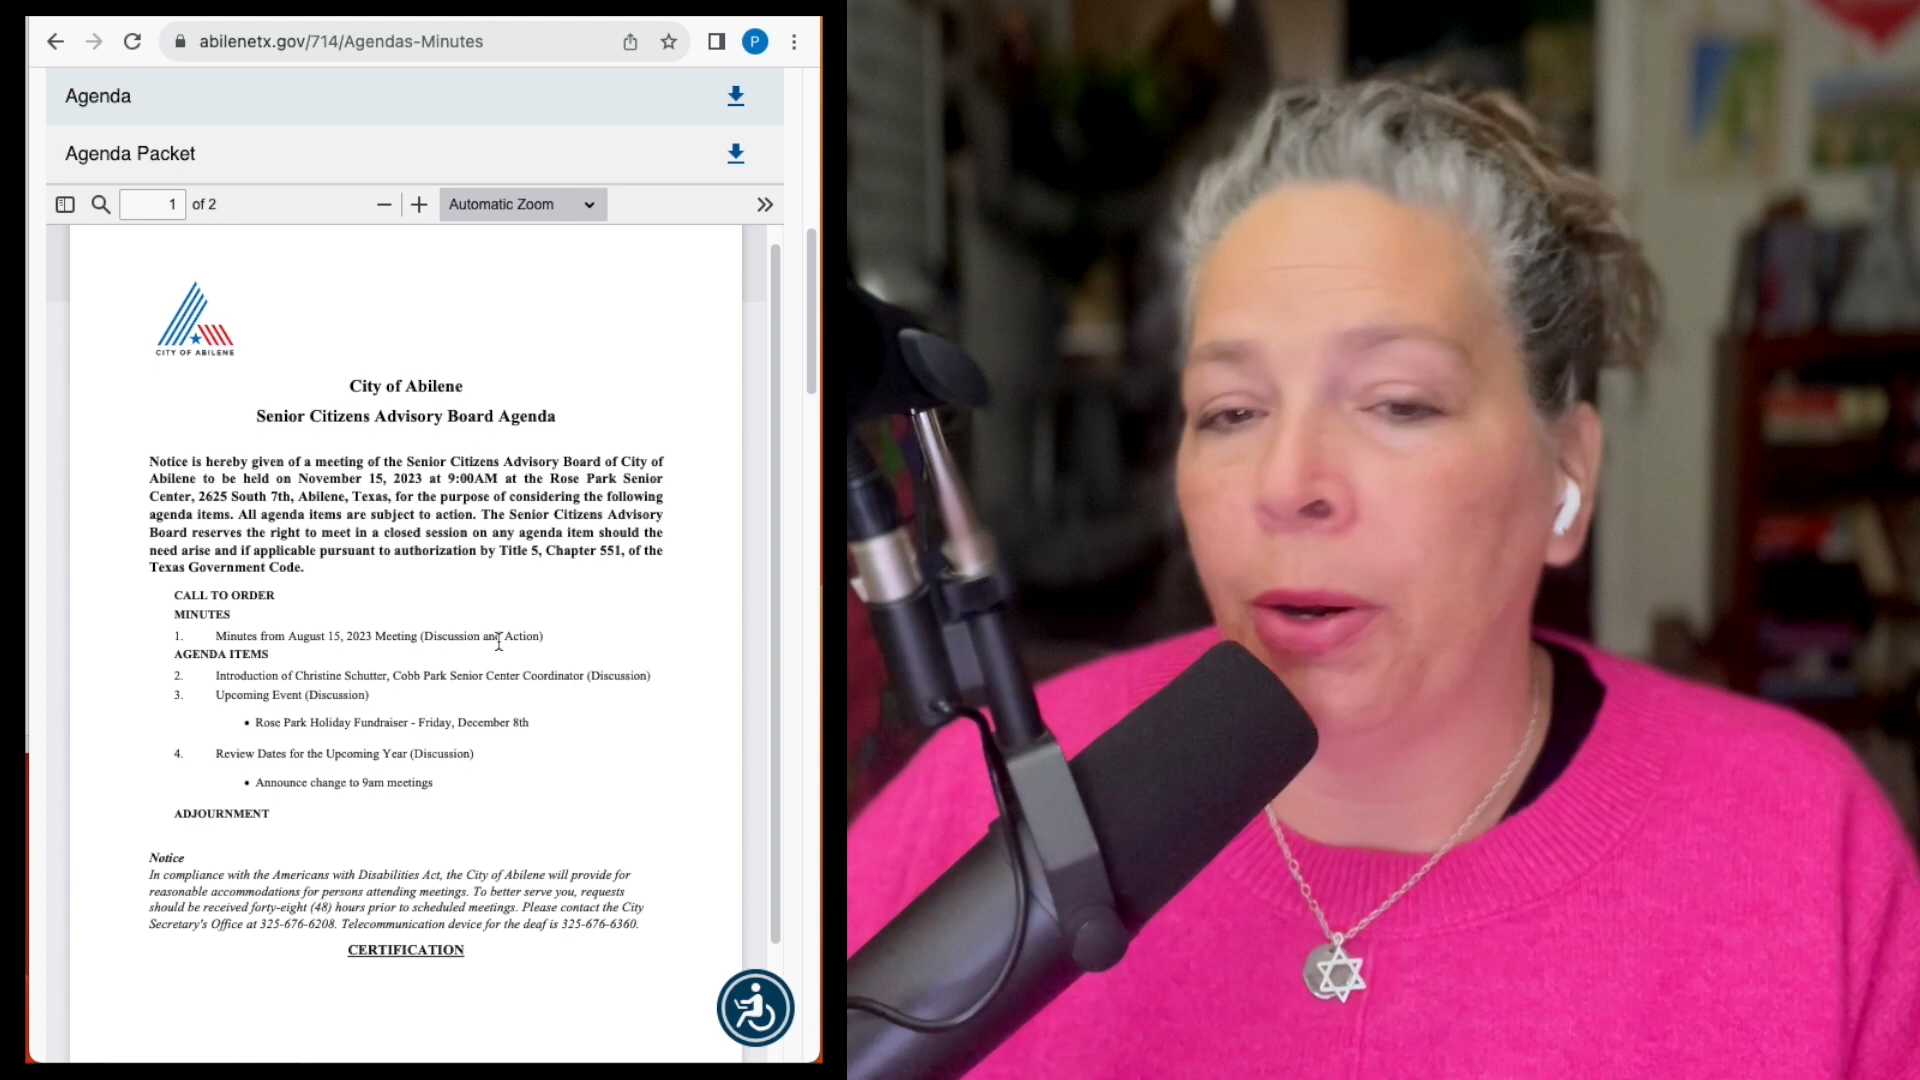 abilenetx.gov/714/Agendas-Minutes
P
Agenda
Agenda Packet
1 of 2
Automatic Zoom
CITY OF ABILENE
City of Abilene
Senior Citizens Advisory Board Agenda
Notice is hereby given of a meeting of the Senior Citizens Advisory Board of City of
Abilene to be held on November 15, 2023 at 9:00AM at the Rose Park Senior
Center, 2625 South 7th, Abilene, Texas, for the purpose of considering the following
agenda items. All agenda items are subject to action. The Senior Citizens Advisory
Board reserves the right to meet in a closed session on any agenda item should the
need arise and if applicable pursuant to authorization by Title 5, Chapter 551, of the
Texas Government Code.
CALL TO ORDER
MINUTES
1. Minutes from August 15, 2023 Meeting (Discussion and Action)
AGENDA ITEMS
2. Introduction of Christine Schutter, Cobb Park Senior Center Coordinator (Discussion)
3. Upcoming Event (Discussion)
• Rose Park Holiday Fundraiser - Friday, December 8th
4. Review Dates for the Upcoming Year (Discussion)
• Announce change to 9am meetings
ADJOURNMENT
Notice
In compliance with the Americans with Disabilities Act, the City of Abilene will provide for
reasonable accommodations for persons attending meetings. To better serve you, requests
should be received forty-eight (48) hours prior to scheduled meetings. Please contact the City
Secretary's Office at 325-676-6208. Telecommunication device for the deaf is 325-676-6360.
CERTIFICATION